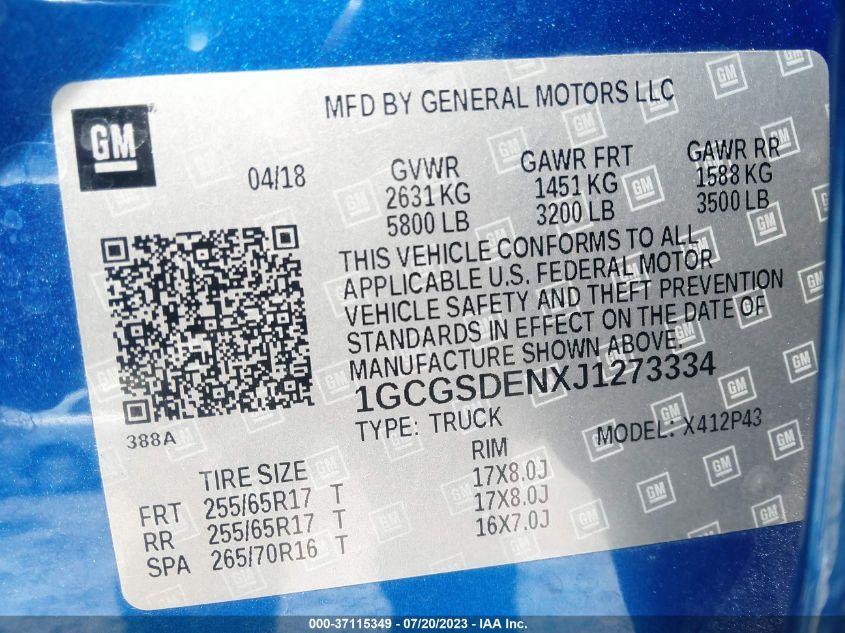 MFD BY GENERAL MOTORS LLC
GM
04/18
GVWR GAWR FRT GAWR RR
2631 KG 1451 KG 1588 KG
5800 LB 3200 LB 3500 LB
THIS VEHICLE CONFORMS TO ALL
APPLICABLE U.S. FEDERAL MOTOR
VEHICLE SAFETY AND THEFT PREVENTION
STANDARDS IN EFFECT ON THE DATE OF
MANUFACTURE SHOWN ABOVE.
1GCGSDENXJ1273334
388A
TYPE: TRUCK MODEL: X412P43
TIRE SIZE RIM
FRT 255/65R17 T 17X8.0J
RR 255/65R17 T 17X8.0J
SPA 265/70R16 T 16X7.0J
000-37115349 / 07/20/2023 - IAA Inc.